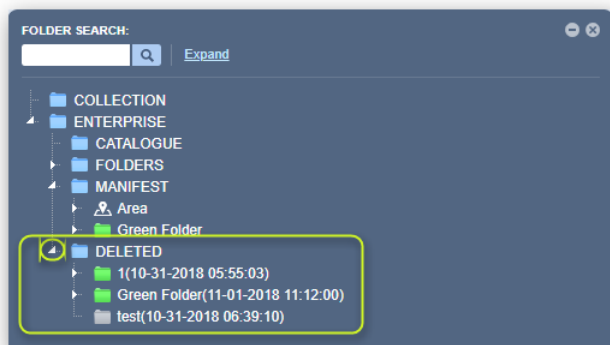 FOLDER SEARCH:
Expand
COLLECTION
ENTERPRISE
CATALOGUE
FOLDERS
MANIFEST
Area
Green Folder
DELETED
1(10-31-2018 05:55:03)
Green Folder(11-01-2018 11:12:00)
test(10-31-2018 06:39:10)